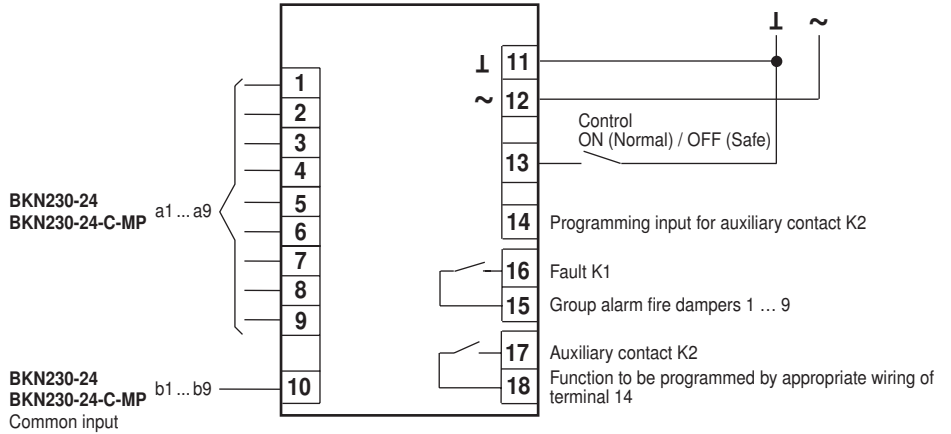 ⊥ ~
⊥ 11
~ 12
Control
ON (Normal) / OFF (Safe)
13
14 Programming input for auxiliary contact K2
16 Fault K1
15 Group alarm fire dampers 1 … 9
17 Auxiliary contact K2
18 Function to be programmed by appropriate wiring of
terminal 14
1
2
3
4
5
6
7
8
9
10
BKN230-24
BKN230-24-C-MP a1 ... a9
BKN230-24
BKN230-24-C-MP b1 ... b9
Common input